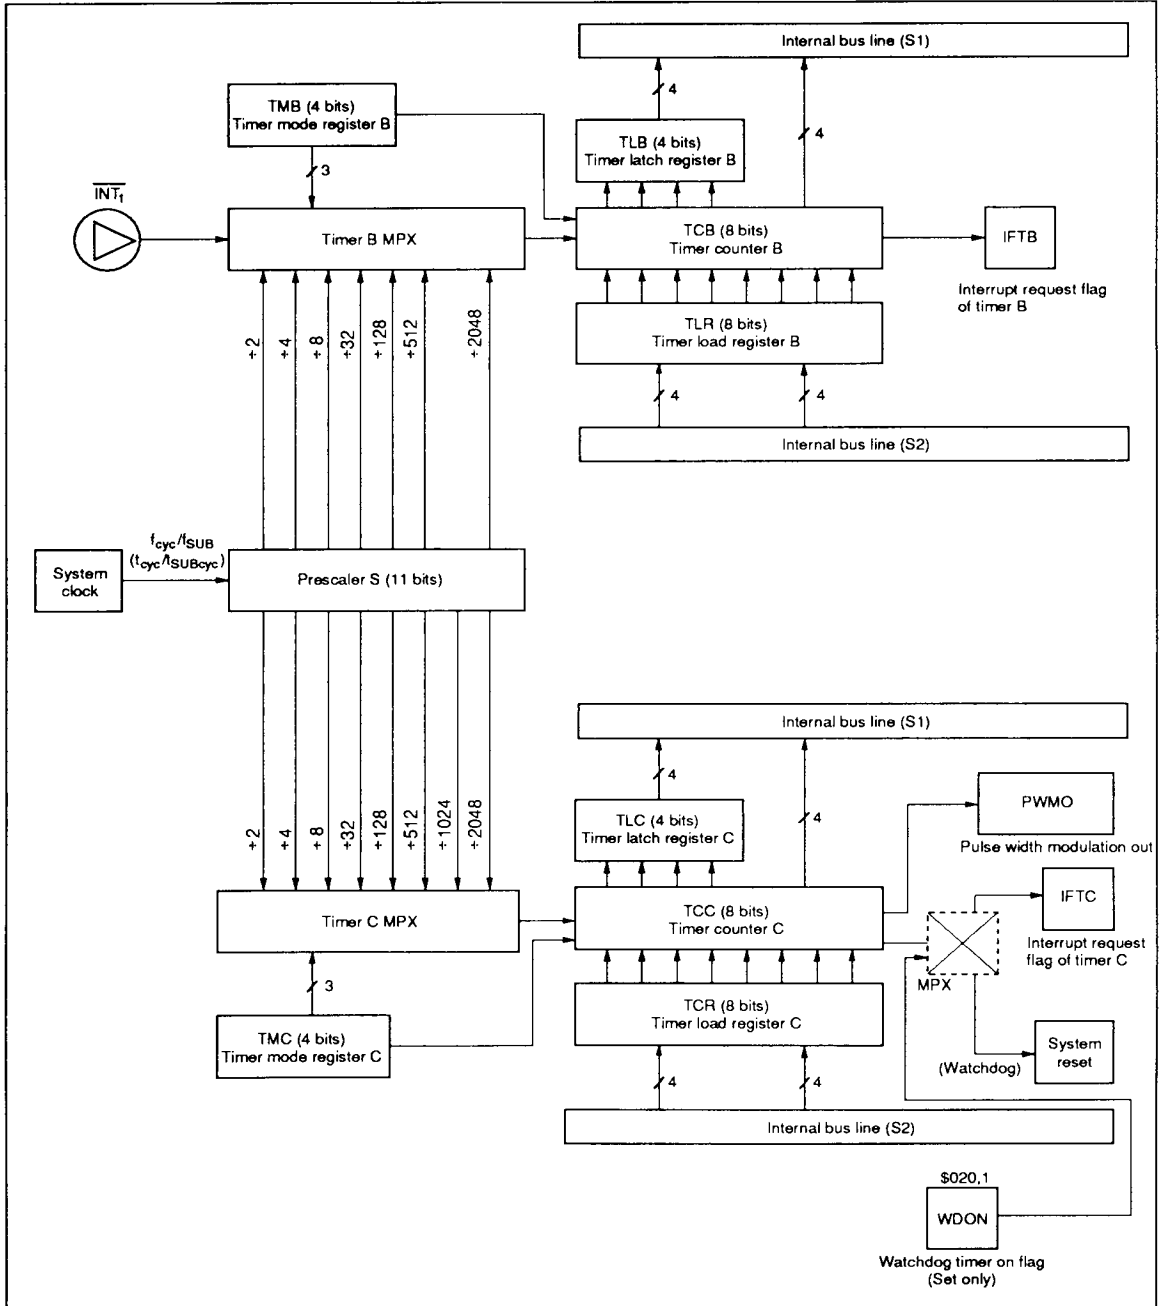 Internal bus line (S1)
TMB (4 bits)
Timer mode register B
4
4
TLB (4 bits)
Timer latch register B
3
INT1
Timer B MPX
TCB (8 bits)
Timer counter B
IFTB
Interrupt request flag
of timer B
TLR (8 bits)
Timer load register B
÷2
÷4
÷8
÷32
÷128
÷512
÷2048
4
4
Internal bus line (S2)
fcyc/fSUB
(tcyc/tSUBcyc)
System
clock
Prescaler S (11 bits)
Internal bus line (S1)
4
4
÷2
÷4
÷8
÷32
÷128
÷512
÷1024
÷2048
TLC (4 bits)
Timer latch register C
PWMO
Pulse width modulation out
Timer C MPX
TCC (8 bits)
Timer counter C
IFTC
Interrupt request
flag of timer C
MPX
3
TCR (8 bits)
Timer load register C
TMC (4 bits)
Timer mode register C
System
reset
(Watchdog)
4
4
Internal bus line (S2)
$020,1
WDON
Watchdog timer on flag
(Set only)